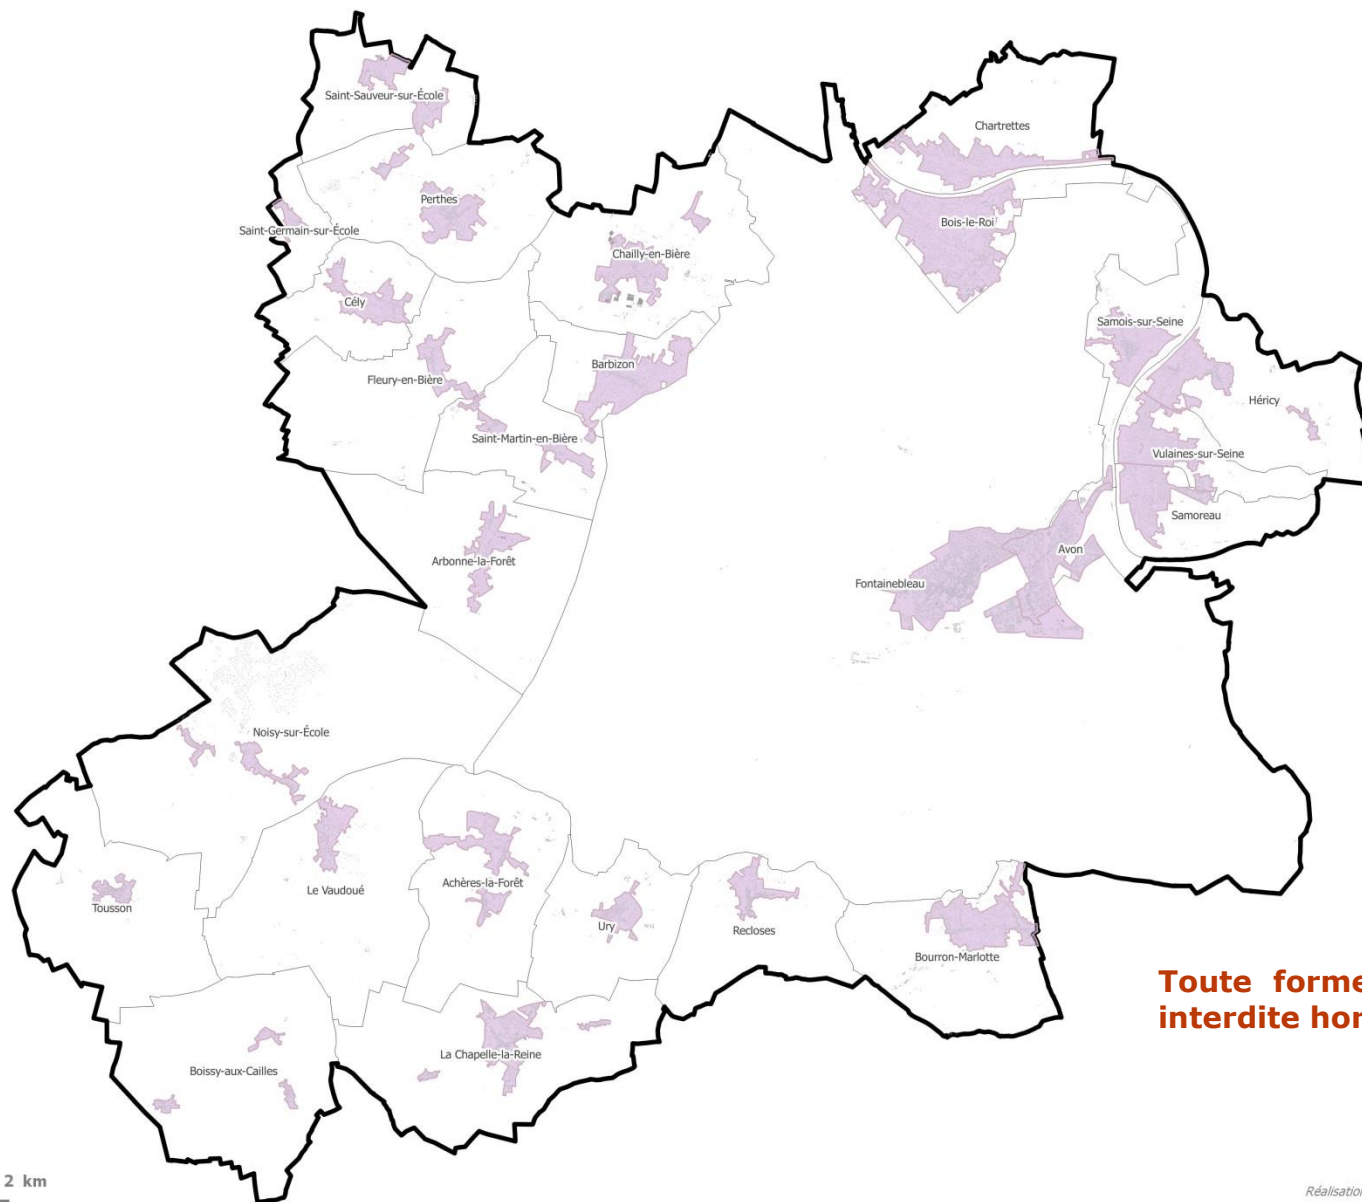 Saint-Sauveur-sur-École
Chartrettes
Perthes
Bois-le-Roi
Saint-Germain-sur-École
Chailly-en-Bière
Cély
Samois-sur-Seine
Barbizon
Fleury-en-Bière
Héricy
Saint-Martin-en-Bière
Vulaines-sur-Seine
Samoreau
Avon
Arbonne-la-Forêt
Fontainebleau
Noisy-sur-École
Achères-la-Forêt
Le Vaudoué
Tousson
Ury
Recloses
Bourron-Marlotte
Toute forme
interdite hor
La Chapelle-la-Reine
Boissy-aux-Cailles
2 km
Réalisation